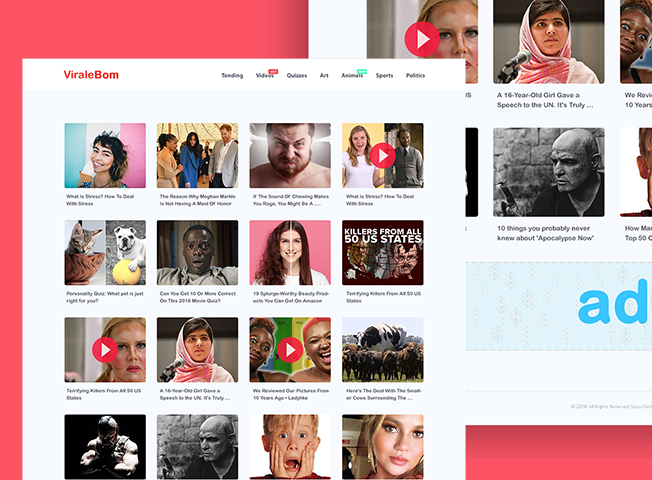 ViraleBom
Tending
HOT
Videos
Quizzes
Art
Animals
Sports
Politics
What Is Stress? How To Deal
With Stress
The Reason Why Meghan Markle
Is Not Having A Maid Of Honor
If The Sound Of Chewing Makes
You Rage, You Might Be A ....
What Is Stress? How To Deal
With Stress
KILLERS FROM ALL
50 US STATES
Personality Quiz: What pet is just
right for you?
Can You Get 10 Or More Correct
On This 2018 Movie Quiz?
19 Splurge-Worthy Beauty Prod-
ucts You Can Get On Amazon
Terrifying Killers From All 50 US
States
Terrifying Killers From All 50 US
States
A 16-Year-Old Girl Gave a
Speech to the UN. It's Truly ...
We Reviewed Our Pictures From
10 Years Ago • Ladylike
Here's The Deal With The Small-
er Cows Surrounding The ....
US
A 16-Year-Old Girl Gave a
Speech to the UN. It's Truly ...
We Rev
10 Years
10 things you probably never
knew about 'Apocalypse Now'
How Man
Top 50 C
ad
© 2018 All Rights Reserved